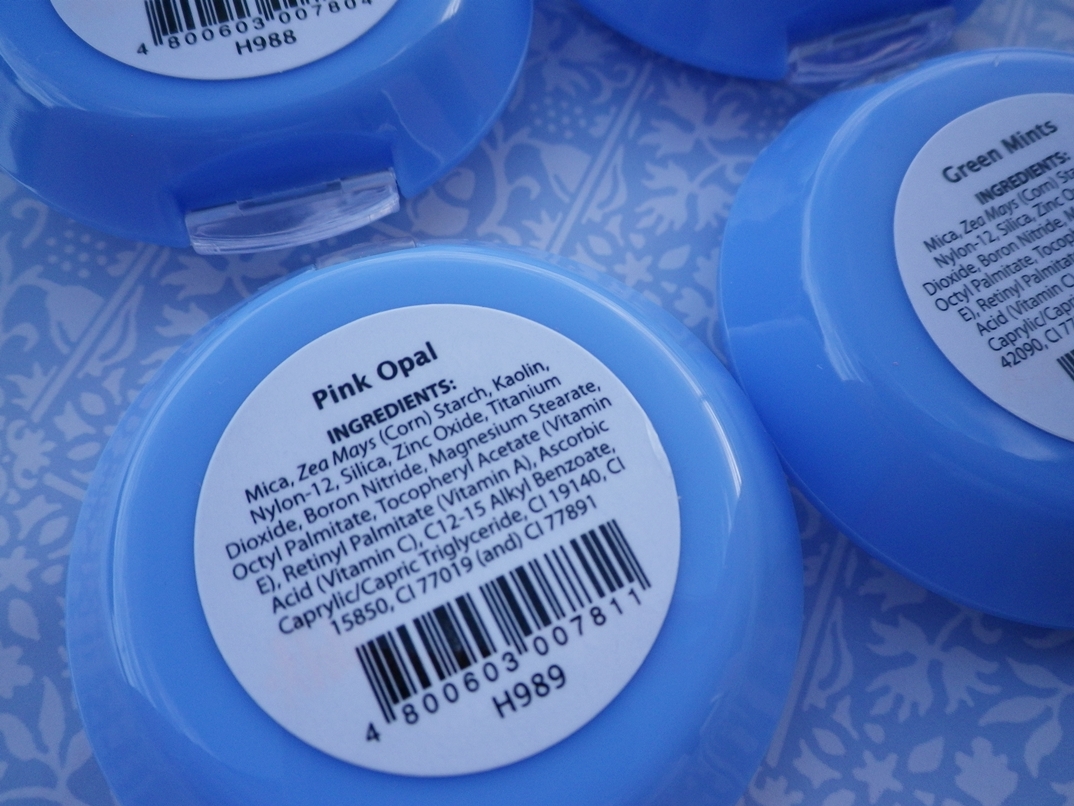 4 800603 007804
H988
Pink Opal
INGREDIENTS:
Mica, Zea Mays (Corn) Starch, Kaolin,
Nylon-12, Silica, Zinc Oxide, Titanium
Dioxide, Boron Nitride, Magnesium Stearate,
Octyl Palmitate, Tocopheryl Acetate (Vitamin
E), Retinyl Palmitate (Vitamin A), Ascorbic
Acid (Vitamin C), C12-15 Alkyl Benzoate,
Caprylic/Capric Triglyceride, CI 19140, CI
15850, CI 77019 (and) CI 77891
4 800603 007811
H989
Green Mints
INGREDIENTS:
Mica, Zea Mays (Corn)
Nylon-12, Silica, Zinc
Dioxide, Boron Nitride,
Octyl Palmitate,
E), Retinyl
Acid (Vitamin
42090, CI